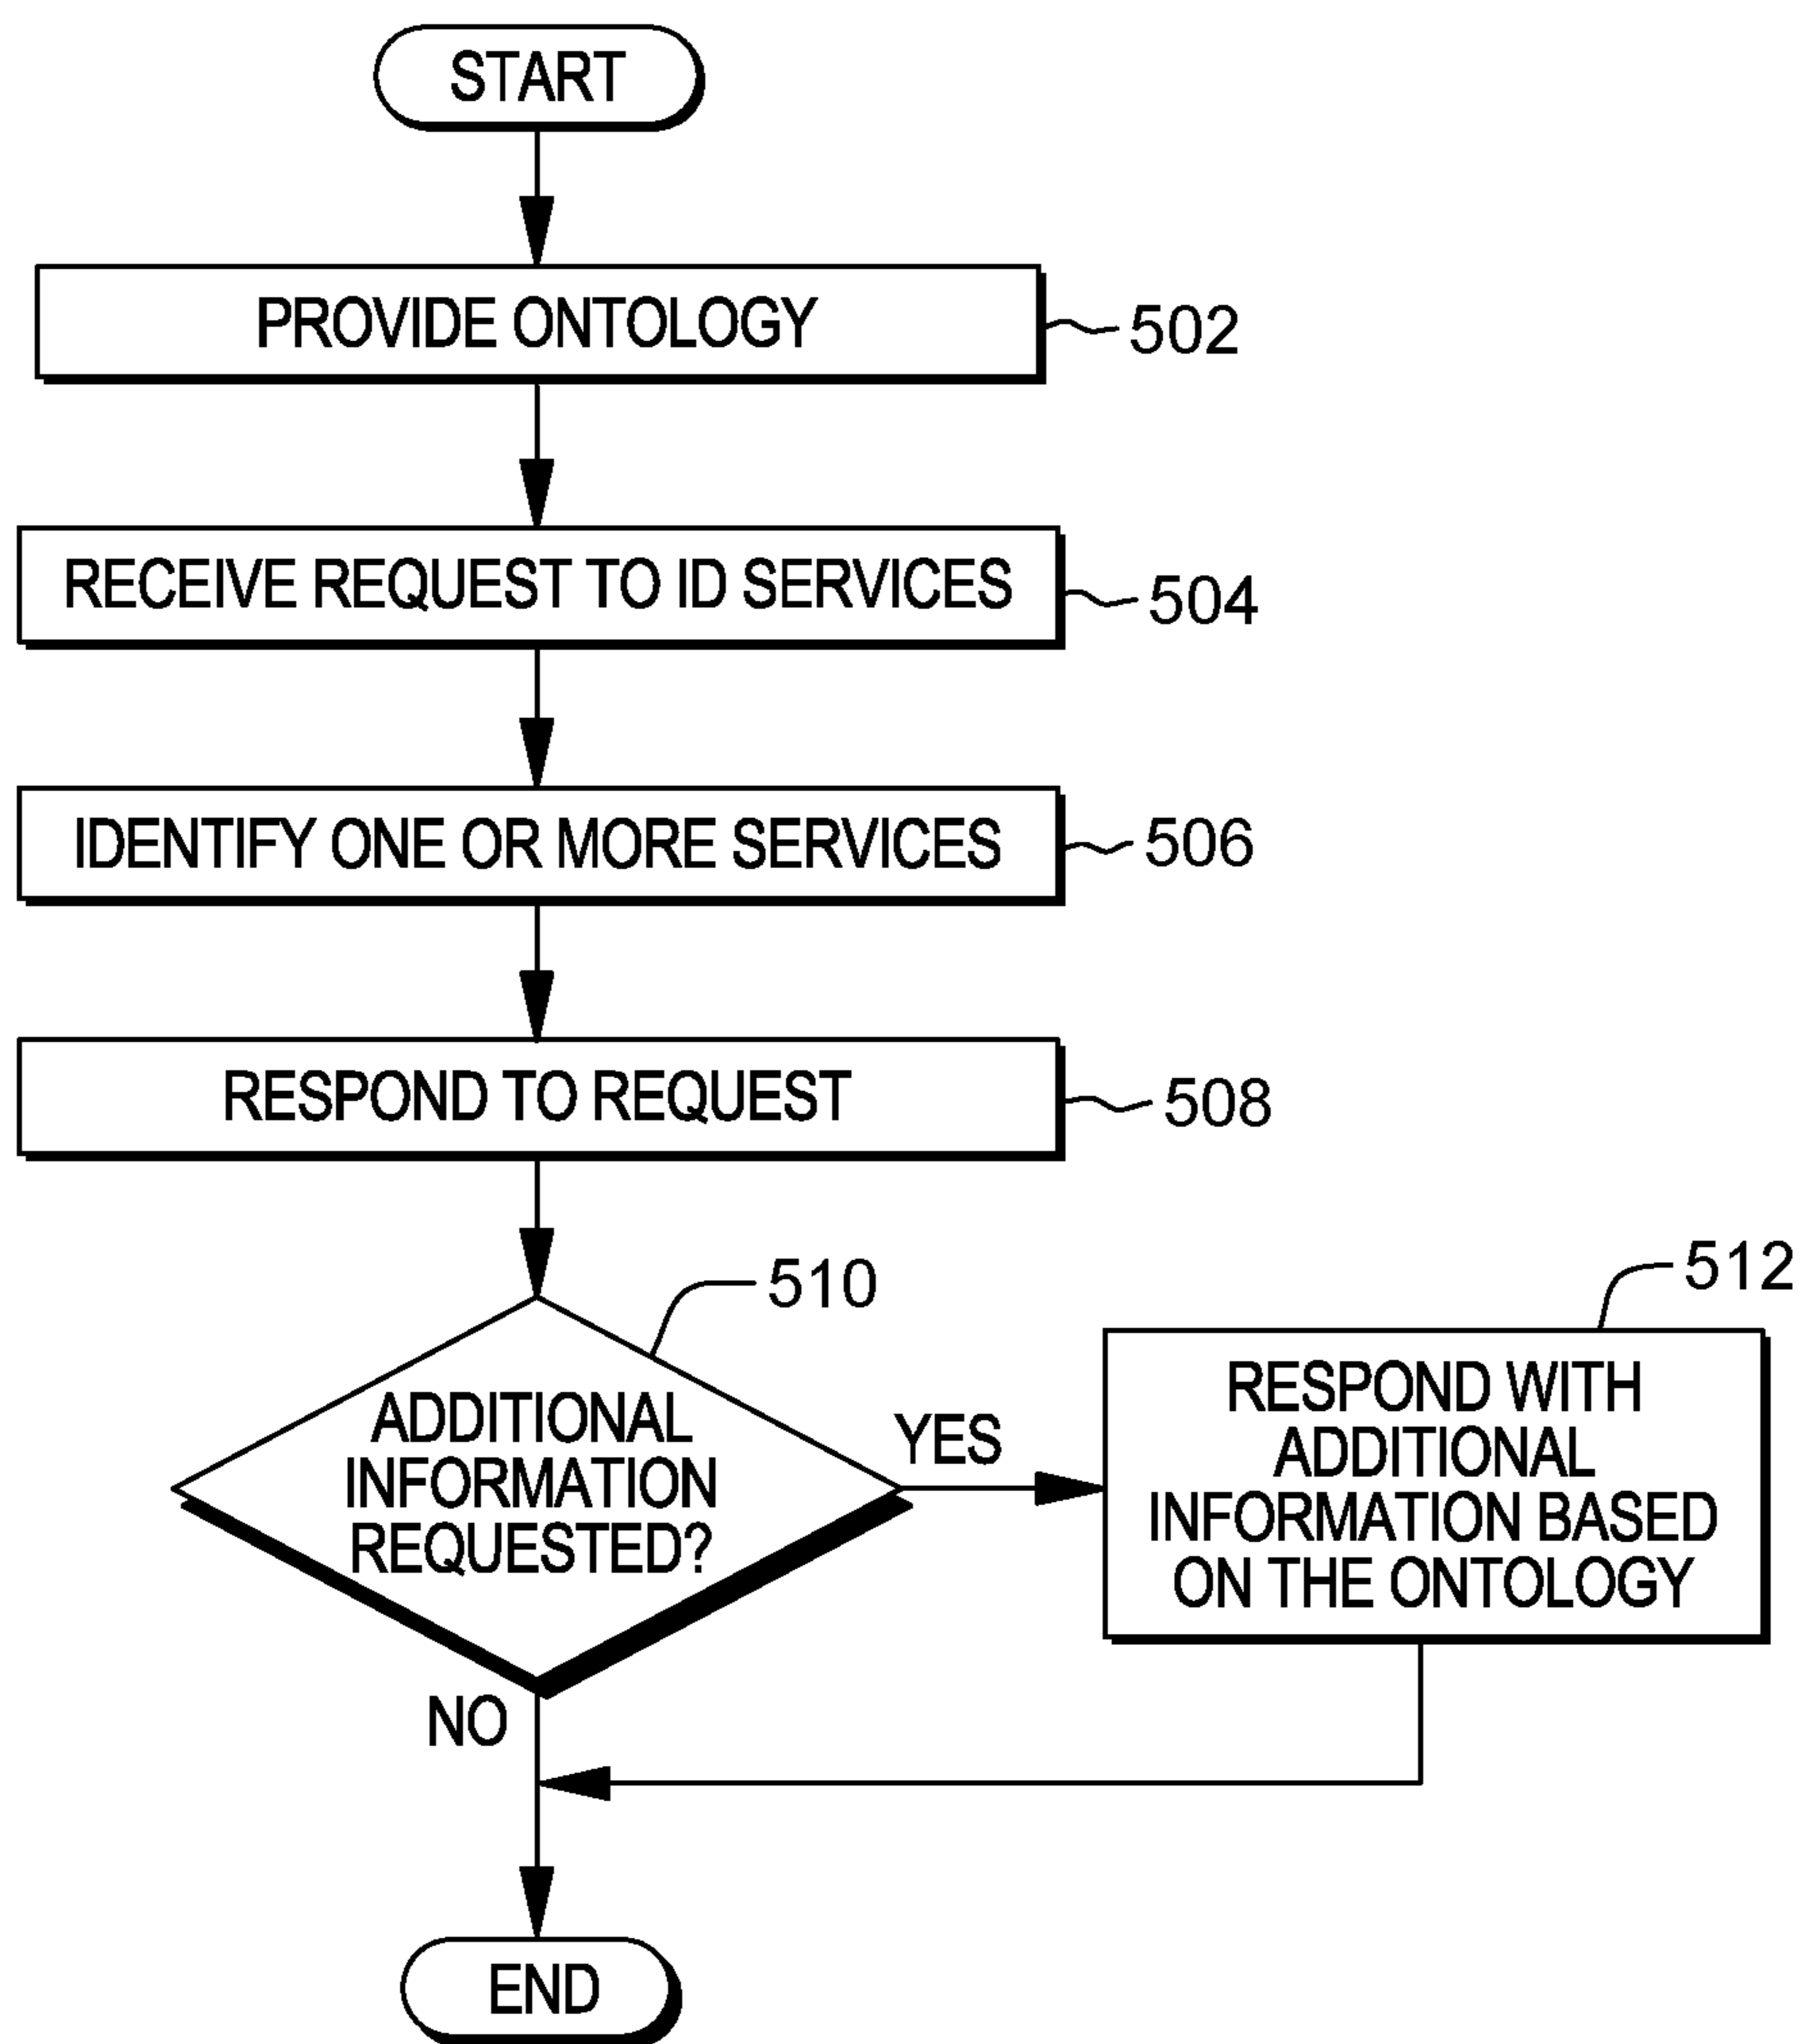 START
PROVIDE ONTOLOGY
502
RECEIVE REQUEST TO ID SERVICES
504
IDENTIFY ONE OR MORE SERVICES
506
RESPOND TO REQUEST
508
510
ADDITIONAL
INFORMATION
REQUESTED?
YES
512
RESPOND WITH
ADDITIONAL
INFORMATION BASED
ON THE ONTOLOGY
NO
END